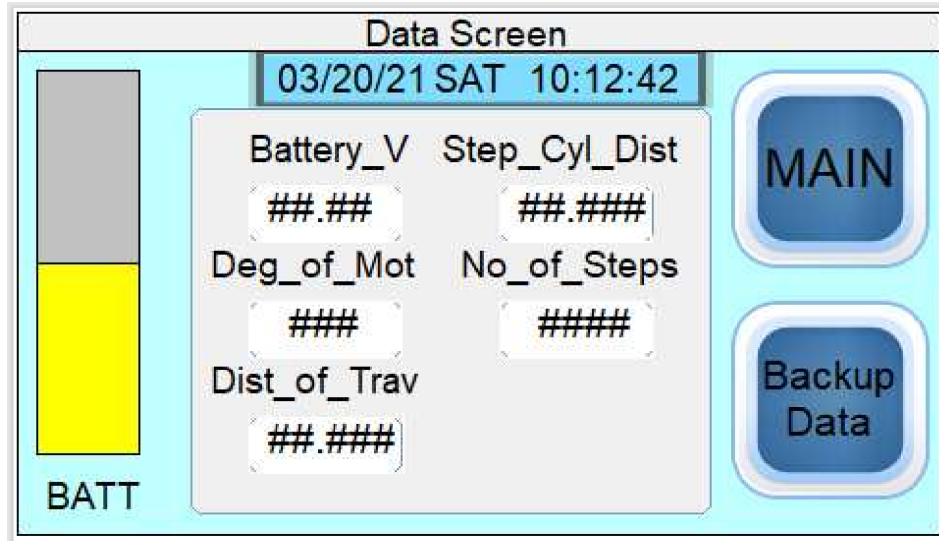 Data Screen
03/20/21 SAT 10:12:42
Battery_V Step_Cyl_Dist
##.## ##.###
Deg_of_Mot No_of_Steps
### ####
Dist_of_Trav
##.###
BATT
MAIN
Backup
Data